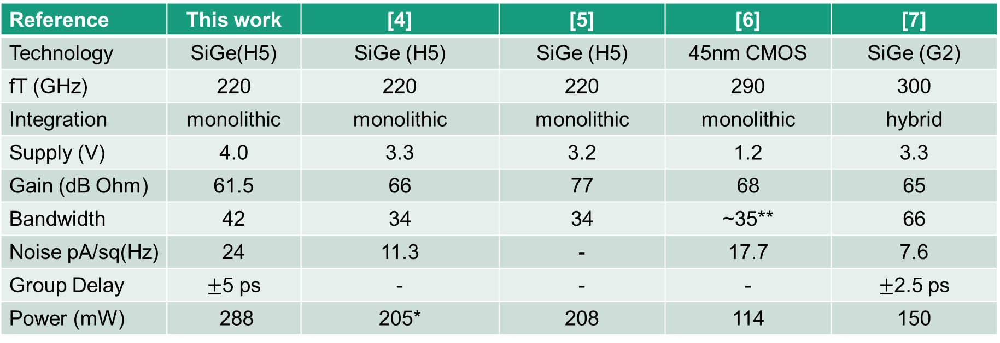 Reference This work [4] [5] [6] [7]
Technology SiGe(H5) SiGe (H5) SiGe (H5) 45nm CMOS SiGe (G2)
fT (GHz) 220 220 220 290 300
Integration monolithic monolithic monolithic monolithic hybrid
Supply (V) 4.0 3.3 3.2 1.2 3.3
Gain (dB Ohm) 61.5 66 77 68 65
Bandwidth 42 34 34 ~35** 66
Noise pA/sq(Hz) 24 11.3 - 17.7 7.6
Group Delay ±5 ps - - - ±2.5 ps
Power (mW) 288 205* 208 114 150